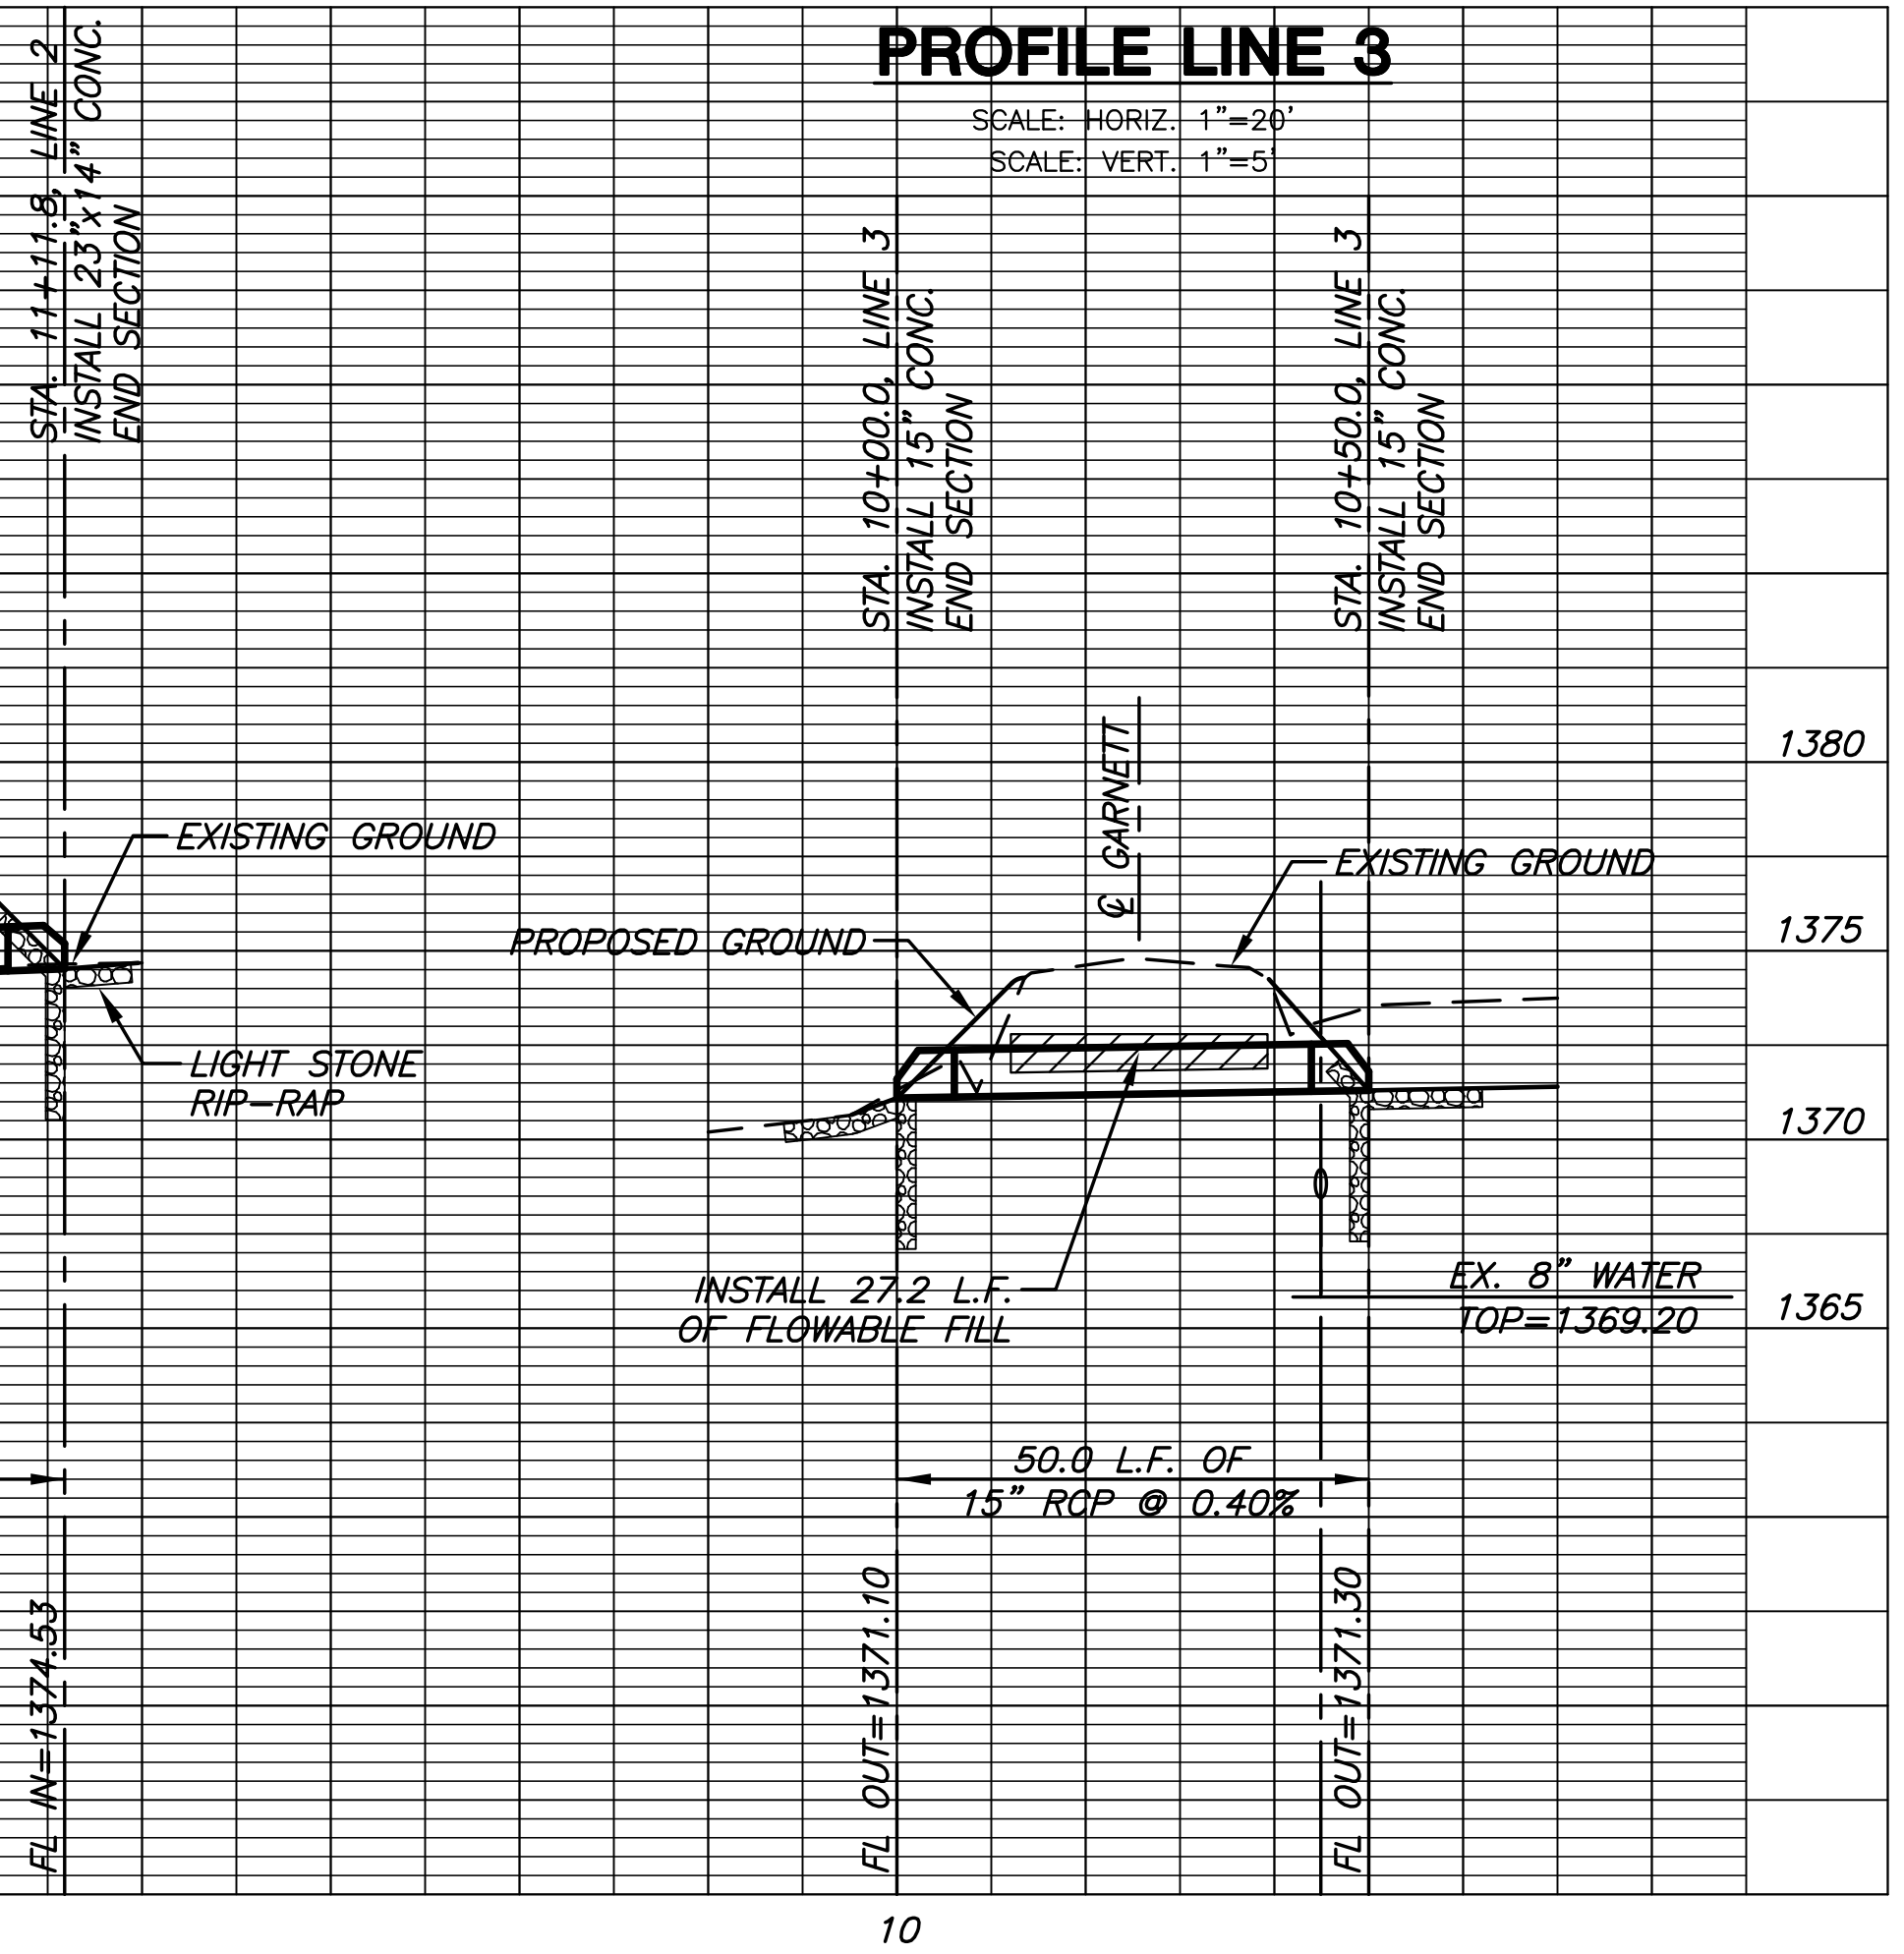 PROFILE LINE 3
SCALE: HORIZ. 1"=20'
SCALE: VERT. 1"=5'
STA. 11+11.8, LINE 2
INSTALL 23"x14" CONC.
END SECTION
STA. 10+00.0, LINE 3
INSTALL 15" CONC.
END SECTION
STA. 10+50.0, LINE 3
INSTALL 15" CONC.
END SECTION
℄ GARNETT
1380
EXISTING GROUND
EXISTING GROUND
PROPOSED GROUND
1375
LIGHT STONE
RIP-RAP
1370
INSTALL 27.2 L.F.
OF FLOWABLE FILL
EX. 8" WATER
TOP=1369.20
1365
50.0 L.F. OF
15" RCP @ 0.40%
FL IN=1374.53
FL OUT=1371.10
FL OUT=1371.30
10